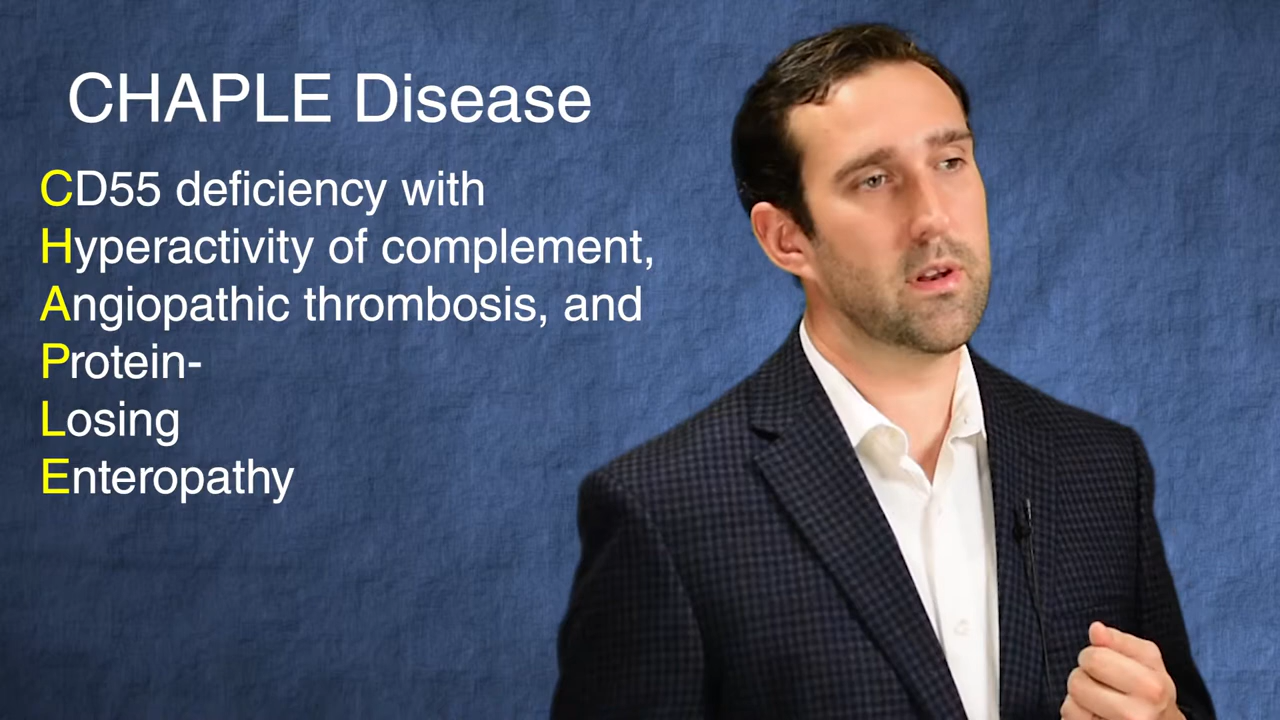 CHAPLE Disease
CD55 deficiency with
Hyperactivity of complement,
Angiopathic thrombosis, and
Protein-
Losing
Enteropathy